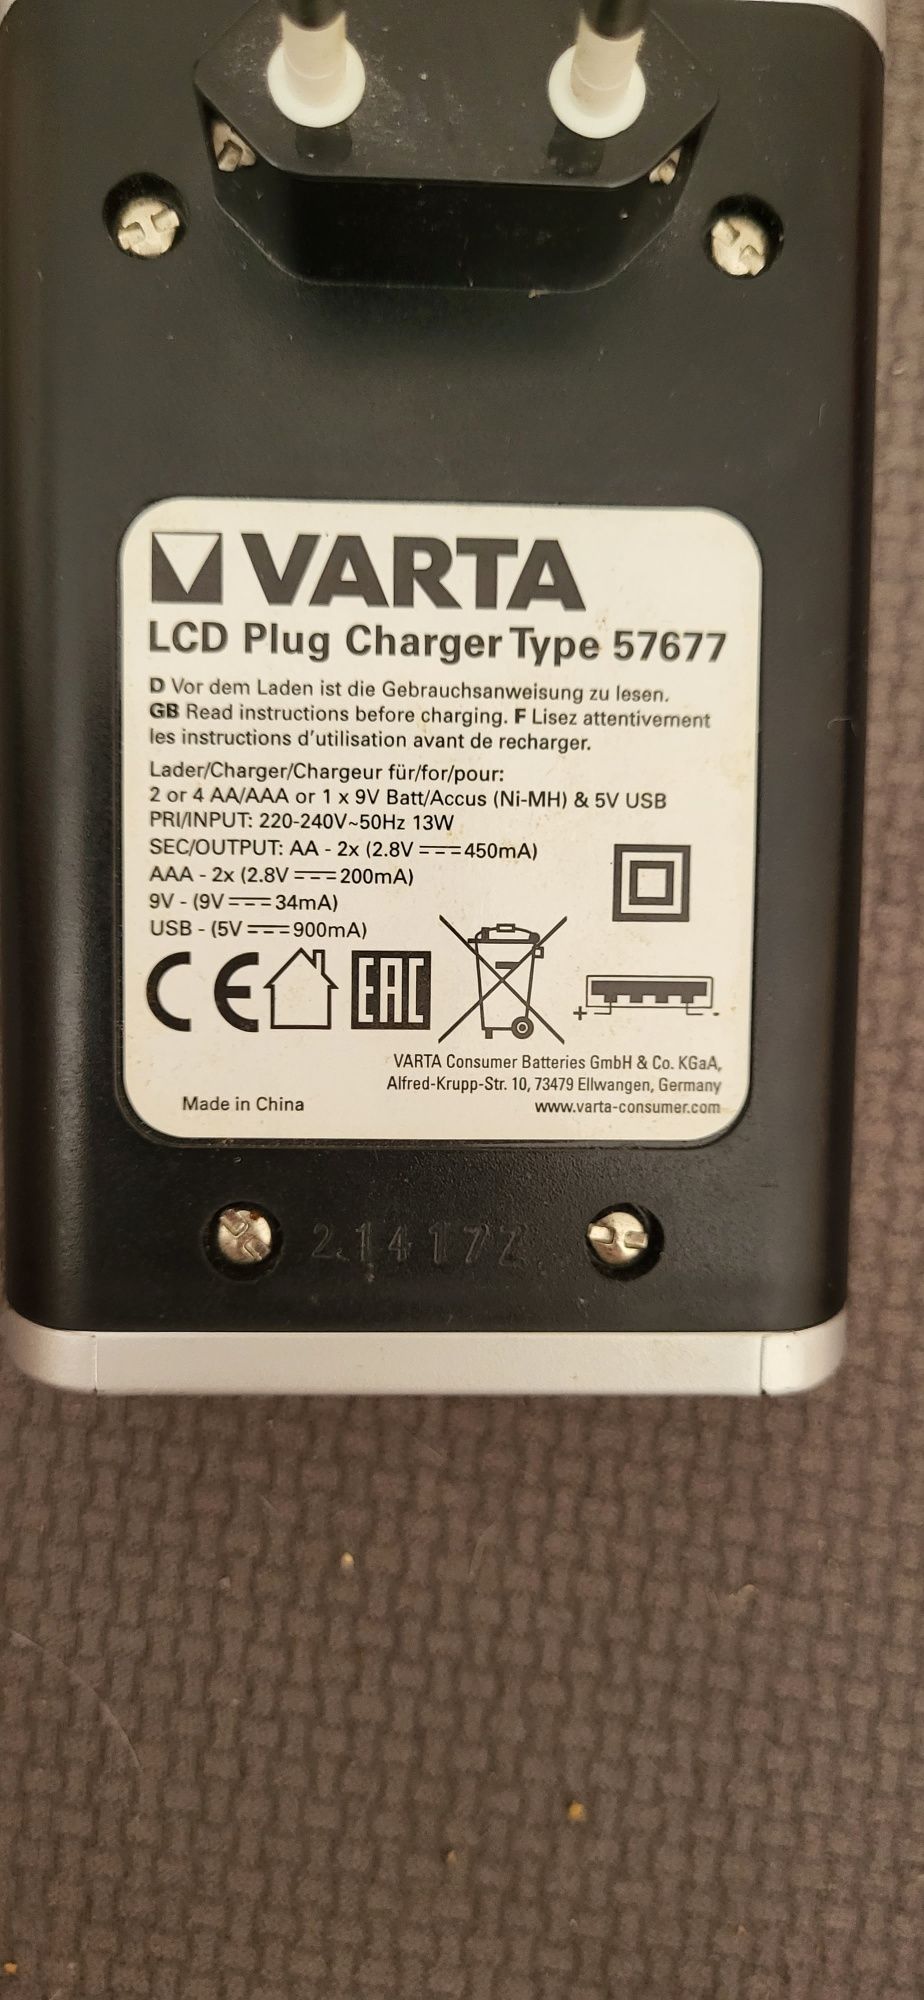 VARTA
LCD Plug Charger Type 57677
D Vor dem Laden ist die Gebrauchsanweisung zu lesen.
GB Read instructions before charging. F Lisez attentivement
les instructions d'utilisation avant de recharger.
Lader/Charger/Chargeur für/for/pour:
2 or 4 AA/AAA or 1 x 9V Batt/Accus (Ni-MH) & 5V USB
PRI/INPUT: 220-240V~50Hz 13W
SEC/OUTPUT: AA - 2x (2.8V ⎓ 450mA)
AAA - 2x (2.8V ⎓ 200mA)
9V - (9V ⎓ 34mA)
USB - (5V ⎓ 900mA)
CE EAC
+ -
VARTA Consumer Batteries GmbH & Co. KGaA,
Alfred-Krupp-Str. 10, 73479 Ellwangen, Germany
Made in China www.varta-consumer.com